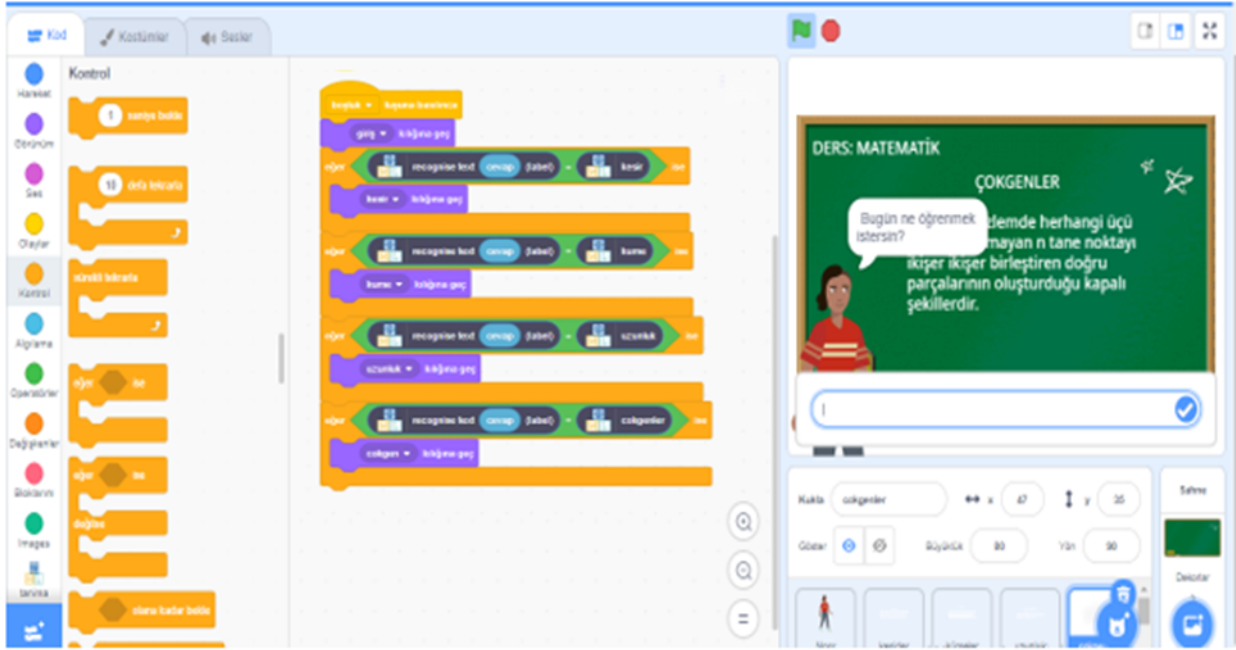 Kod
Kostümler
Sesler
Kontrol
Hareket
Görünüm
Ses
Olaylar
Kontrol
Algılama
Operatörler
Değişkenler
Bloklarım
Images
tanıma
1 saniye bekle
10 defa tekrarla
sürekli tekrarla
eğer ise
eğer ise
değilse
olana kadar bekle
boşluk tuşuna basılınca
giriş kılığına geç
eğer recognise text cevap (label) = kesir ise
kesir kılığına geç
eğer recognise text cevap (label) = kume ise
kume kılığına geç
eğer recognise text cevap (label) = uzunluk ise
uzunluk kılığına geç
eğer recognise text cevap (label) = cokgenler ise
cokgen kılığına geç
DERS: MATEMATİK
ÇOKGENLER
Bugün ne öğrenmek
istersin?
demde herhangi üçü
mayan n tane noktayı
ikişer ikişer birleştiren doğru
parçalarının oluşturduğu kapalı
şekillerdir.
Kukla cokgenler x 47 y 35
Göster Büyüklük 80 Yön 90
Sahne
Dekorlar